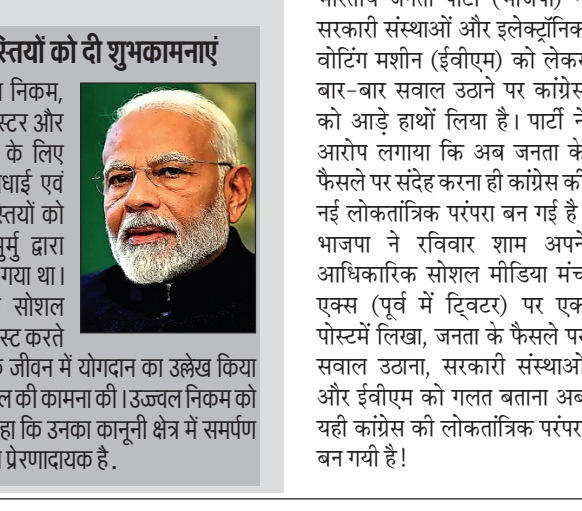 स्तियों को दी शुभकामनाएं
निकम,
स्टर और
के लिए
धाई एवं
स्तियों को
मुर्मु द्वारा
गया था।
सोशल
स्ट करते
जीवन में योगदान का उल्लेख किया
ल की कामना की। उज्ज्वल निकम को
हा कि उनका कानूनी क्षेत्र में समर्पण
प्रेरणादायक है.
भारतीय जनता पार्टी (भाजपा)
सरकारी संस्थाओं और इलेक्ट्रॉनिक
वोटिंग मशीन (ईवीएम) को लेकर
बार-बार सवाल उठाने पर कांग्रेस
को आड़े हाथों लिया है। पार्टी ने
आरोप लगाया कि अब जनता के
फैसले पर संदेह करना ही कांग्रेस की
नई लोकतांत्रिक परंपरा बन गई है
भाजपा ने रविवार शाम अपने
आधिकारिक सोशल मीडिया मंच
एक्स (पूर्व में ट्विटर) पर एक
पोस्टमें लिखा, जनता के फैसले पर
सवाल उठाना, सरकारी संस्थाओं
और ईवीएम को गलत बताना अब
यही कांग्रेस की लोकतांत्रिक परंपरा
बन गयी है!